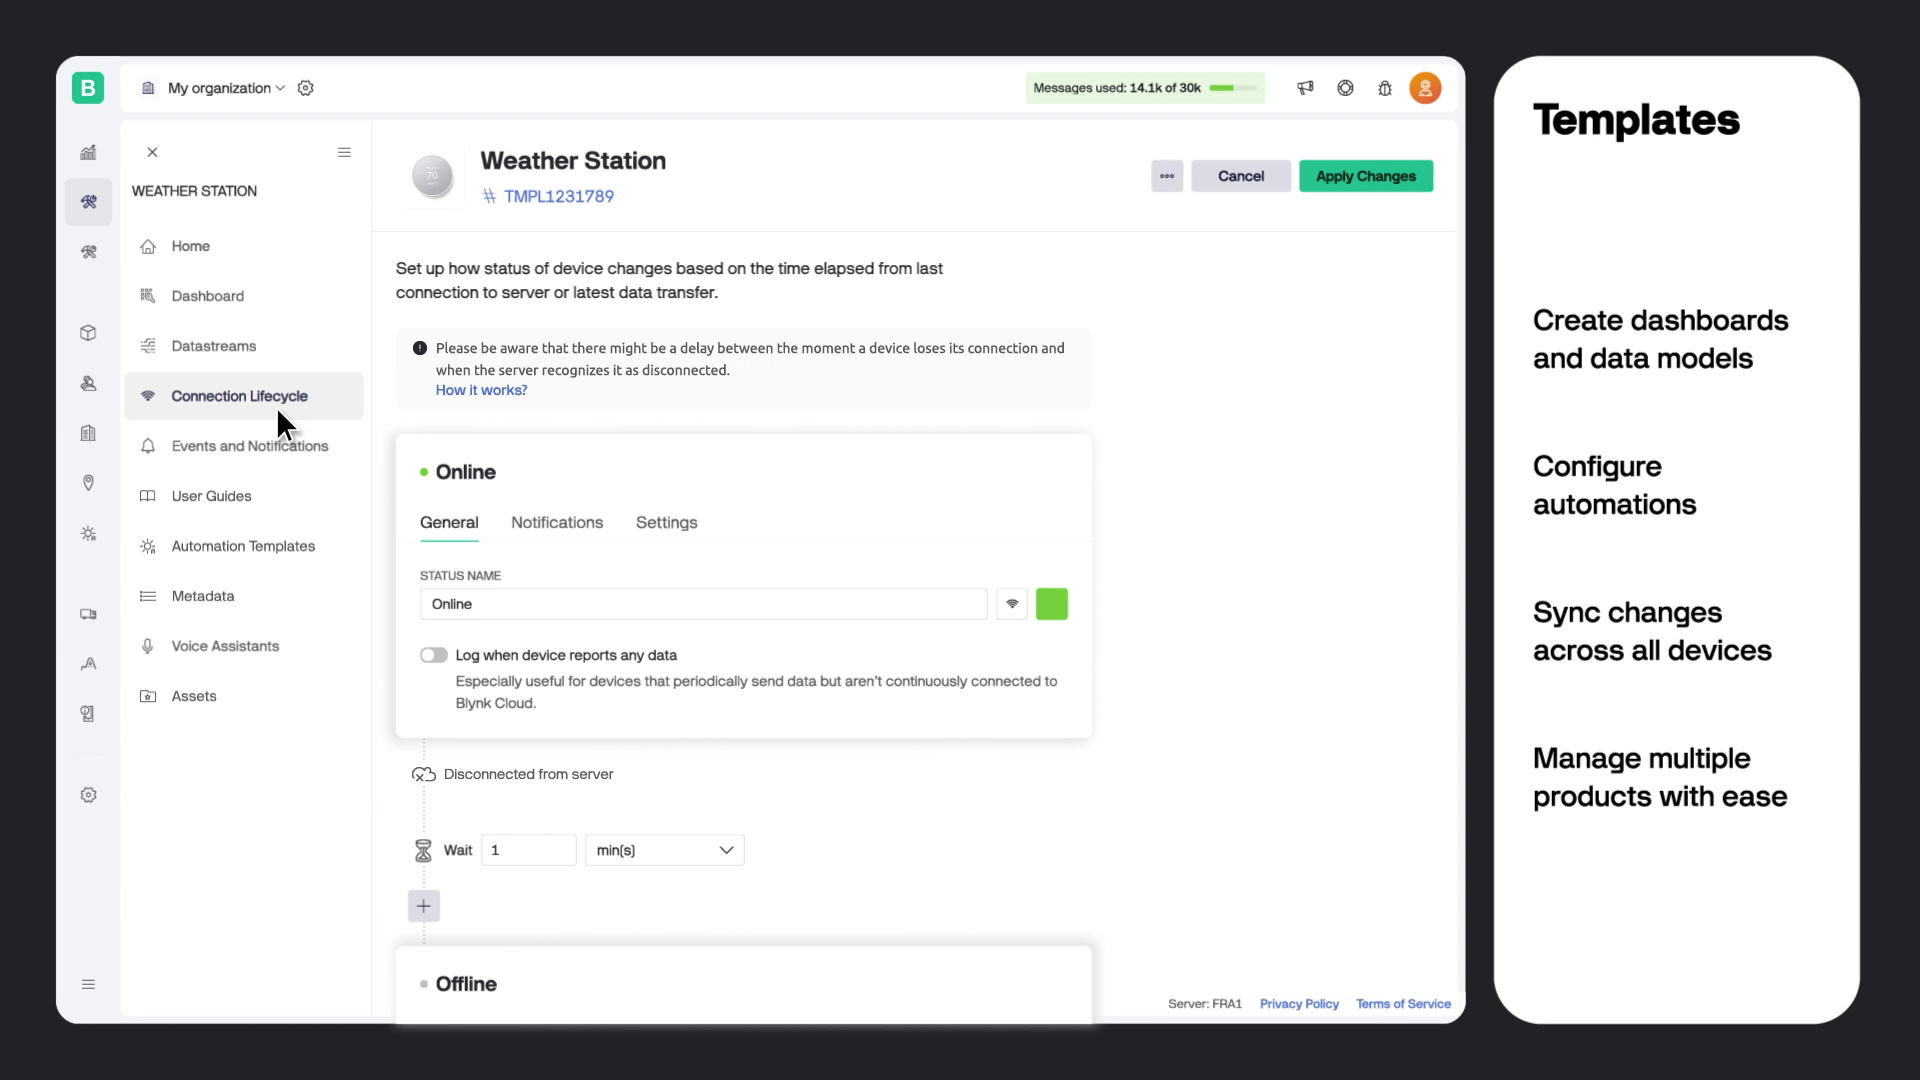 B
My organization
Messages used: 14.1k of 30k
WEATHER STATION
Home
Dashboard
Datastreams
Connection Lifecycle
Events and Notifications
User Guides
Automation Templates
Metadata
Voice Assistants
Assets
70
Weather Station
# TMPL1231789
Cancel
Apply Changes
Set up how status of device changes based on the time elapsed from last
connection to server or latest data transfer.
Please be aware that there might be a delay between the moment a device loses its connection and
when the server recognizes it as disconnected.
How it works?
Online
General
Notifications
Settings
STATUS NAME
Online
Log when device reports any data
Especially useful for devices that periodically send data but aren't continuously connected to
Blynk Cloud.
Disconnected from server
Wait
1
min(s)
Offline
Server: FRA1
Privacy Policy
Terms of Service
Templates
Create dashboards
and data models
Configure
automations
Sync changes
across all devices
Manage multiple
products with ease